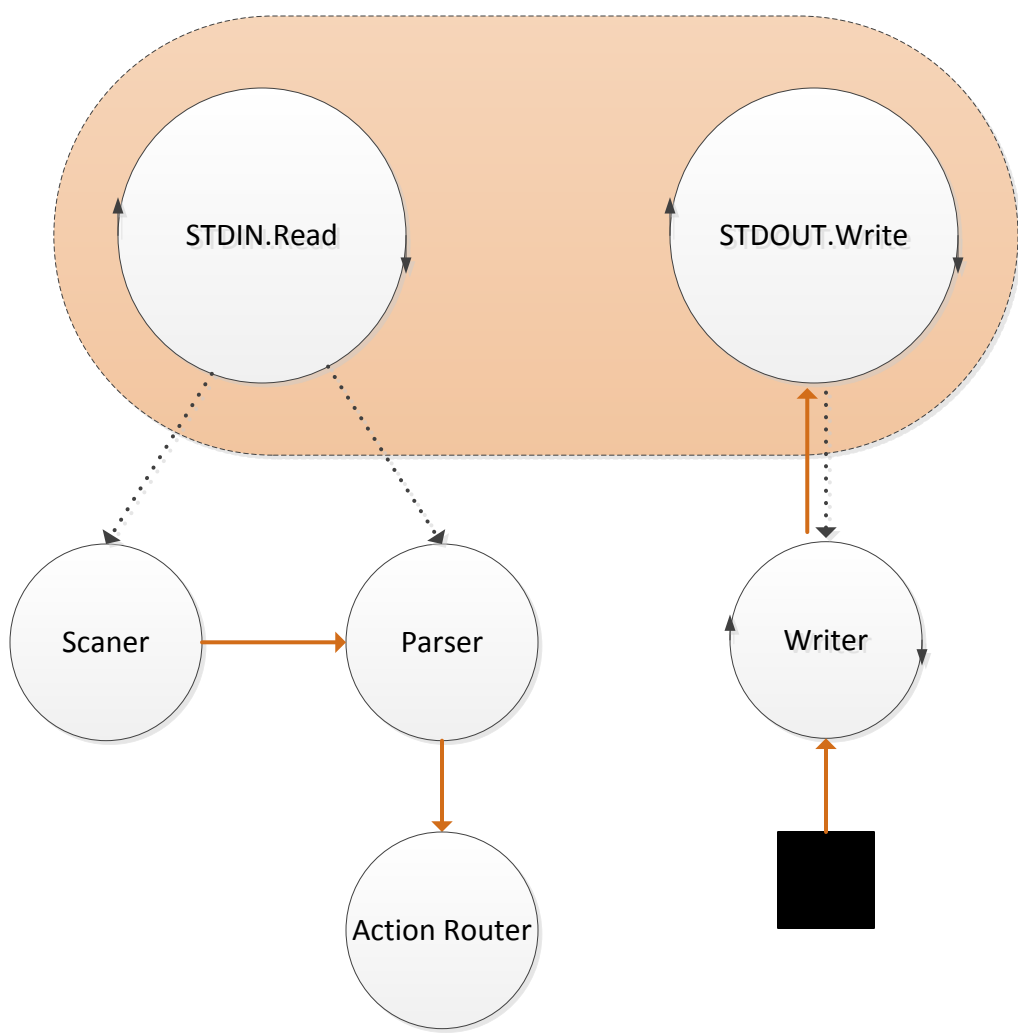 STDIN.Read
STDOUT.Write
Scaner
Parser
Writer
Action Router